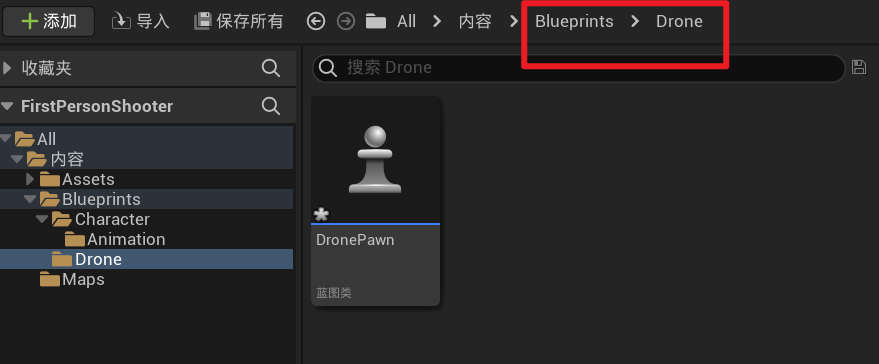 添加 导入 保存所有 All 内容 Blueprints Drone
收藏夹
搜索 Drone
FirstPersonShooter
All
内容
Assets
Blueprints
Character
Animation
Drone
Maps
DronePawn
蓝图类